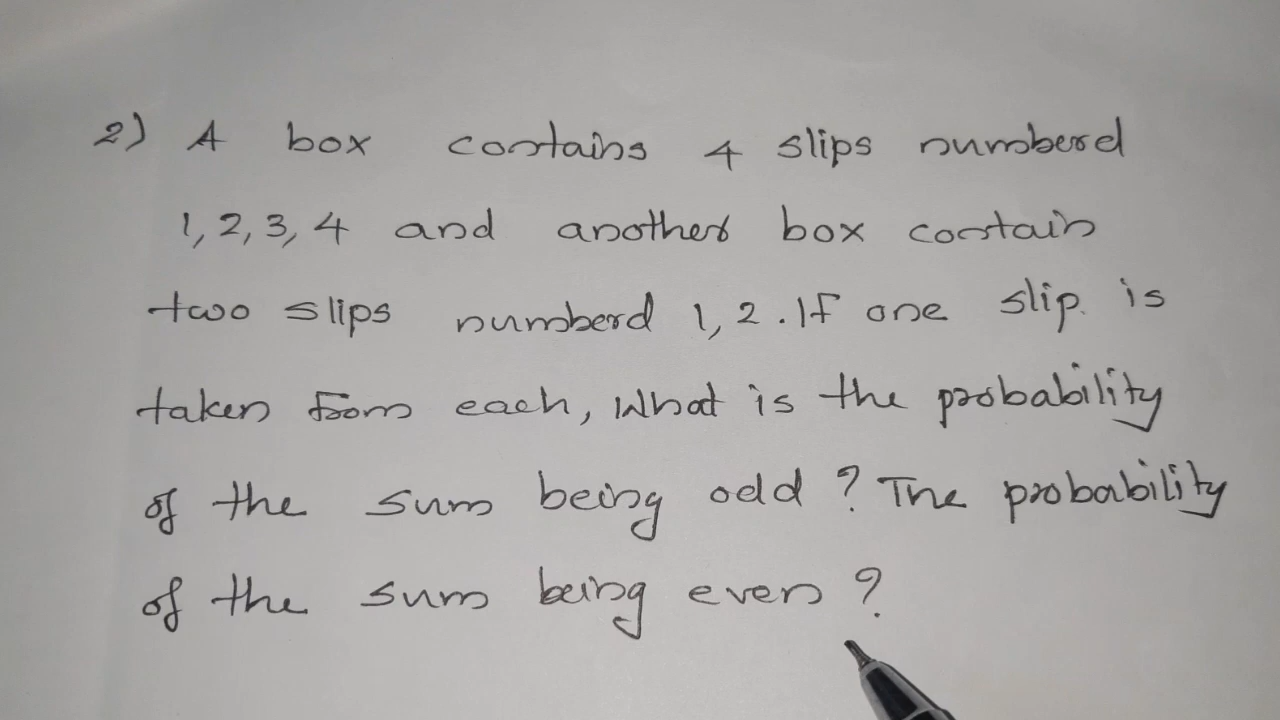 2) A box contains 4 slips numbered
1, 2, 3, 4 and another box contain
two slips numberd 1, 2. If one slip is
taken from each, What is the probability
of the sum being odd ? The probability
of the sum being even ?